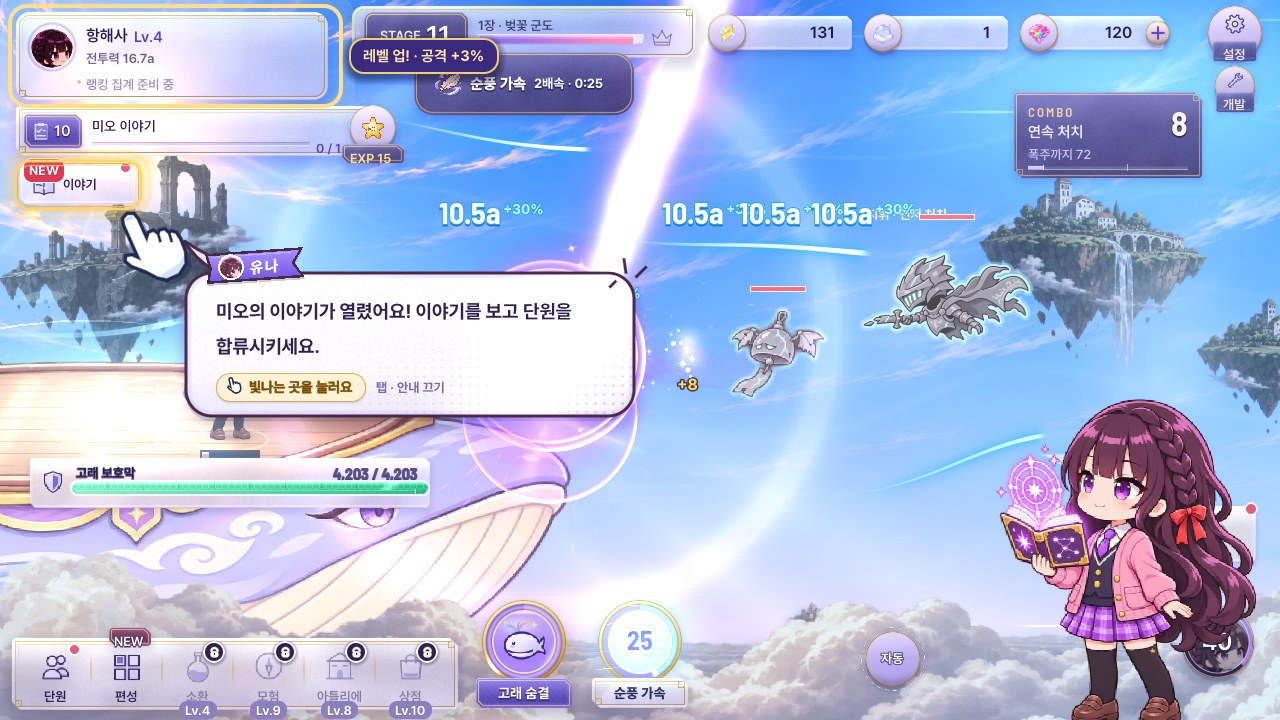 항해사 Lv.4
전투력 16.7a
랭킹 집계 준비 중
STAGE 11
1장 · 벚꽃 군도
레벨 업! · 공격 +3%
순풍 가속 2배속 · 0:25
131
1
120
설정
개발
10
미오 이야기
0 / 1
EXP 15
NEW
이야기
COMBO
연속 처치
8
폭주까지 72
10.5a +30%
10.5a
10.5a
10.5a +30%
유나
미오의 이야기가 열렸어요! 이야기를 보고 단원을
합류시키세요.
빛나는 곳을 눌러요
탭 · 안내 끄기
+8
고래 보호막
4,203 / 4,203
NEW
단원
편성
소환
Lv.4
모험
Lv.9
아틀리에
Lv.8
상점
Lv.10
고래 숨결
25
순풍 가속
자동